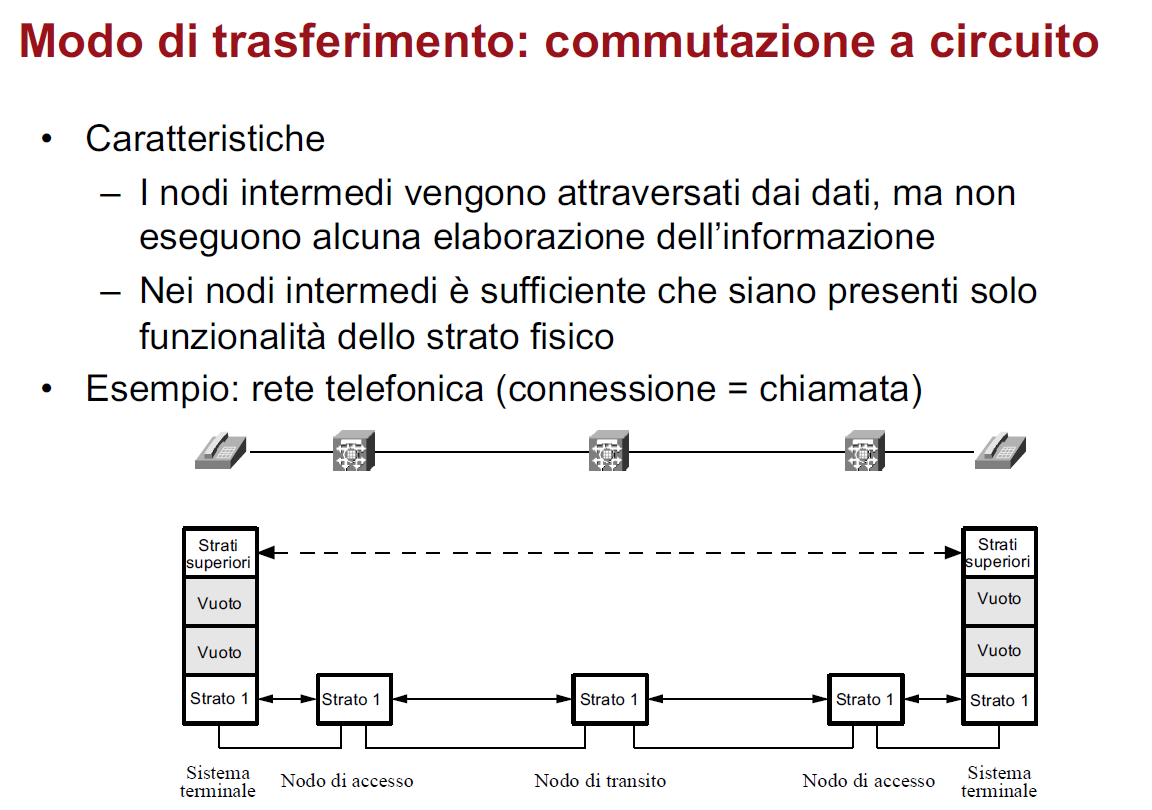 Modo di trasferimento: commutazione a circuito
• Caratteristiche
– I nodi intermedi vengono attraversati dai dati, ma non
eseguono alcuna elaborazione dell'informazione
– Nei nodi intermedi è sufficiente che siano presenti solo
funzionalità dello strato fisico
• Esempio: rete telefonica (connessione = chiamata)
Strati
superiori
Strati
superiori
Vuoto
Vuoto
Vuoto
Vuoto
Strato 1
Strato 1
Strato 1
Strato 1
Strato 1
Sistema
terminale
Nodo di accesso
Nodo di transito
Nodo di accesso
Sistema
terminale